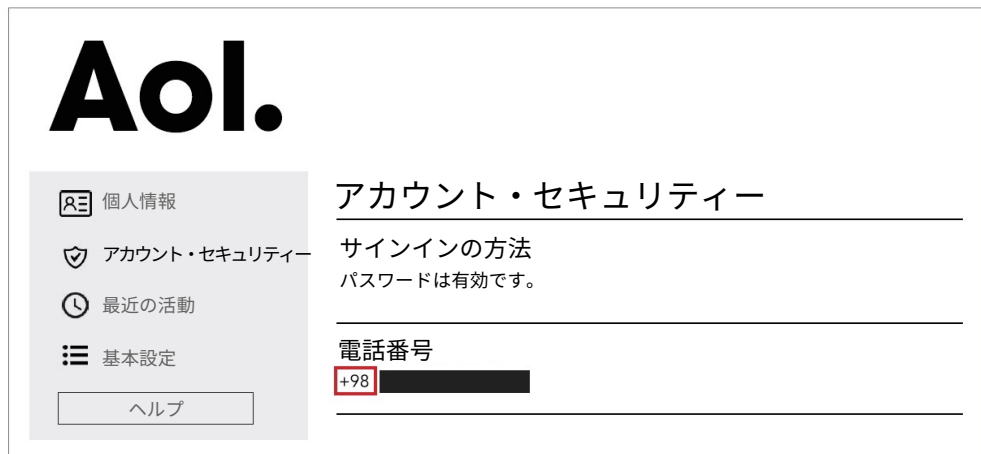 Aol.
個人情報
アカウント・セキュリティー
最近の活動
基本設定
ヘルプ
アカウント・セキュリティー
サインインの方法
パスワードは有効です。
電話番号
+98